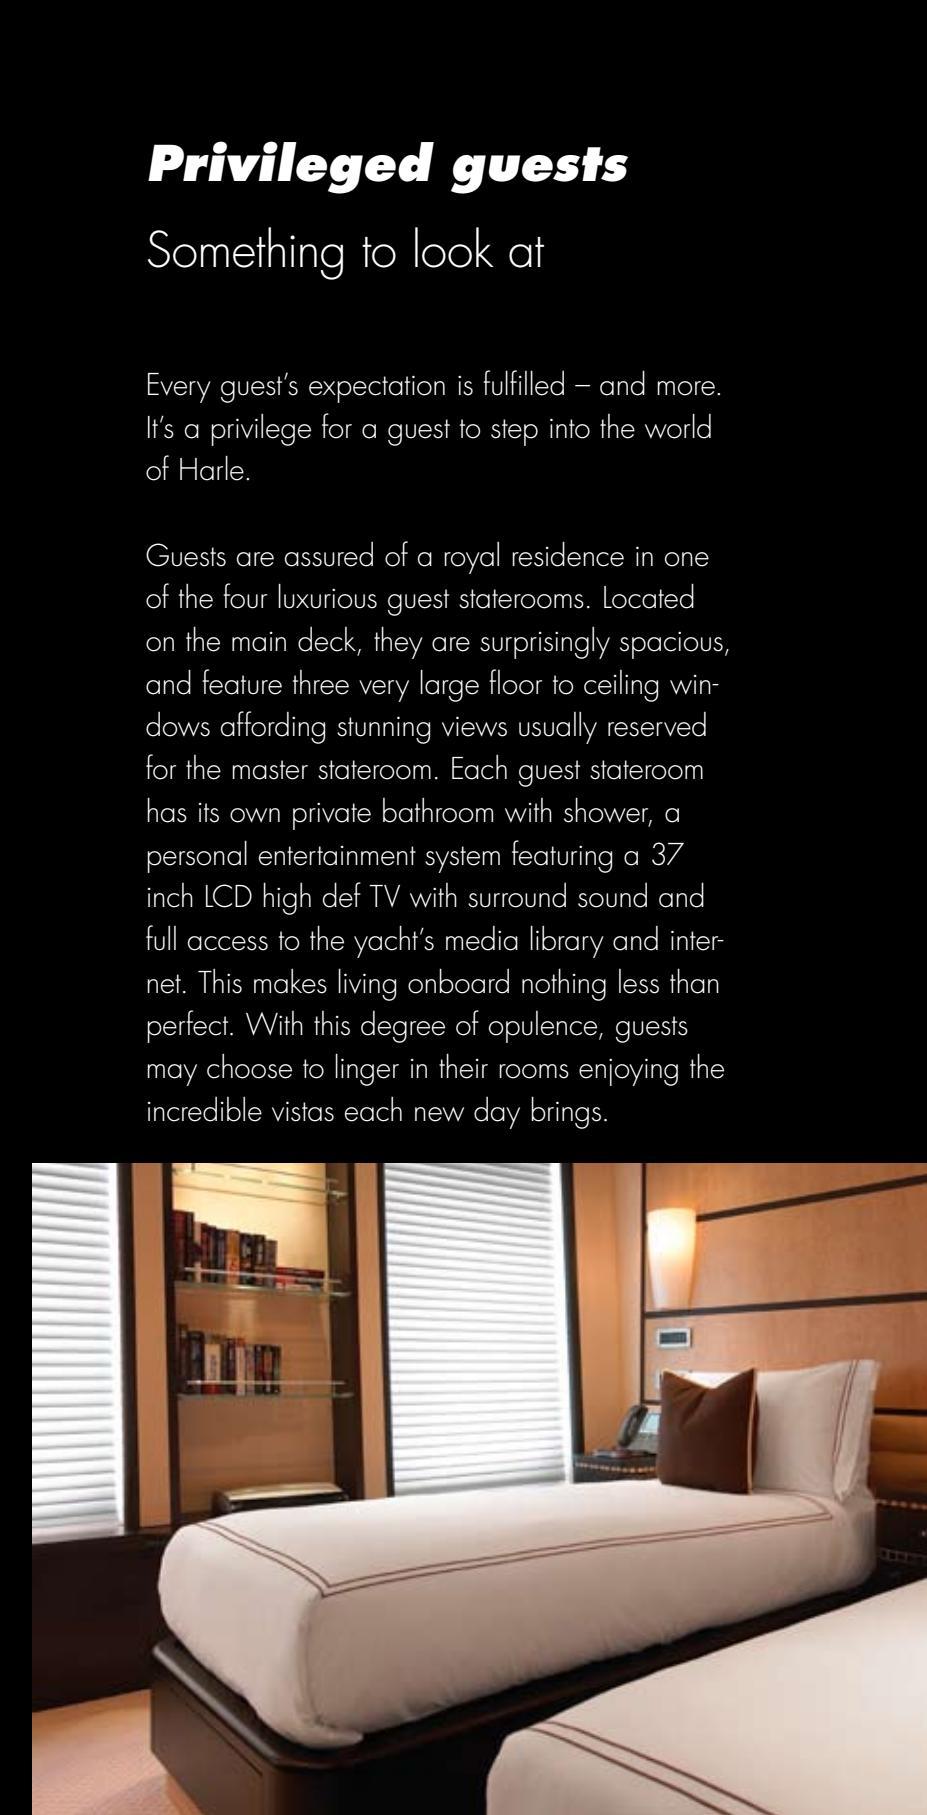 Privileged guests
Something to look at
Every guest’s expectation is fulfilled – and more.
It’s a privilege for a guest to step into the world
of Harle.
Guests are assured of a royal residence in one
of the four luxurious guest staterooms. Located
on the main deck, they are surprisingly spacious,
and feature three very large floor to ceiling win-
dows affording stunning views usually reserved
for the master stateroom. Each guest stateroom
has its own private bathroom with shower, a
personal entertainment system featuring a 37
inch LCD high def TV with surround sound and
full access to the yacht’s media library and inter-
net. This makes living onboard nothing less than
perfect. With this degree of opulence, guests
may choose to linger in their rooms enjoying the
incredible vistas each new day brings.